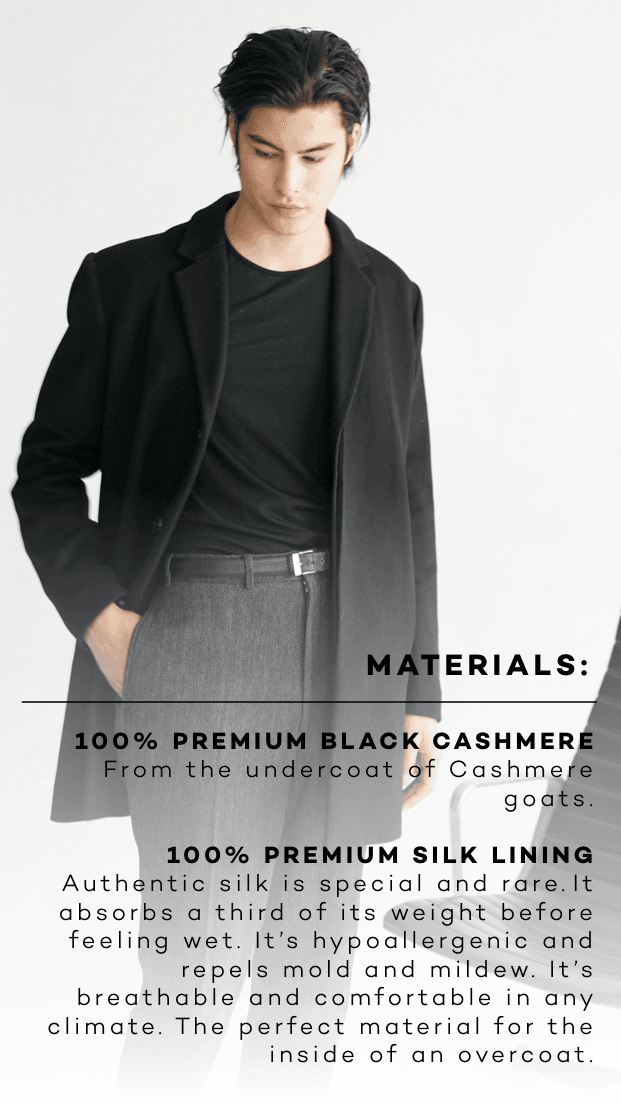 MATERIALS:
100% PREMIUM BLACK CASHMERE
From the undercoat of Cashmere
goats.
100% PREMIUM SILK LINING
Authentic silk is special and rare. It
absorbs a third of its weight before
feeling wet. It’s hypoallergenic and
repels mold and mildew. It’s
breathable and comfortable in any
climate. The perfect material for the
inside of an overcoat.